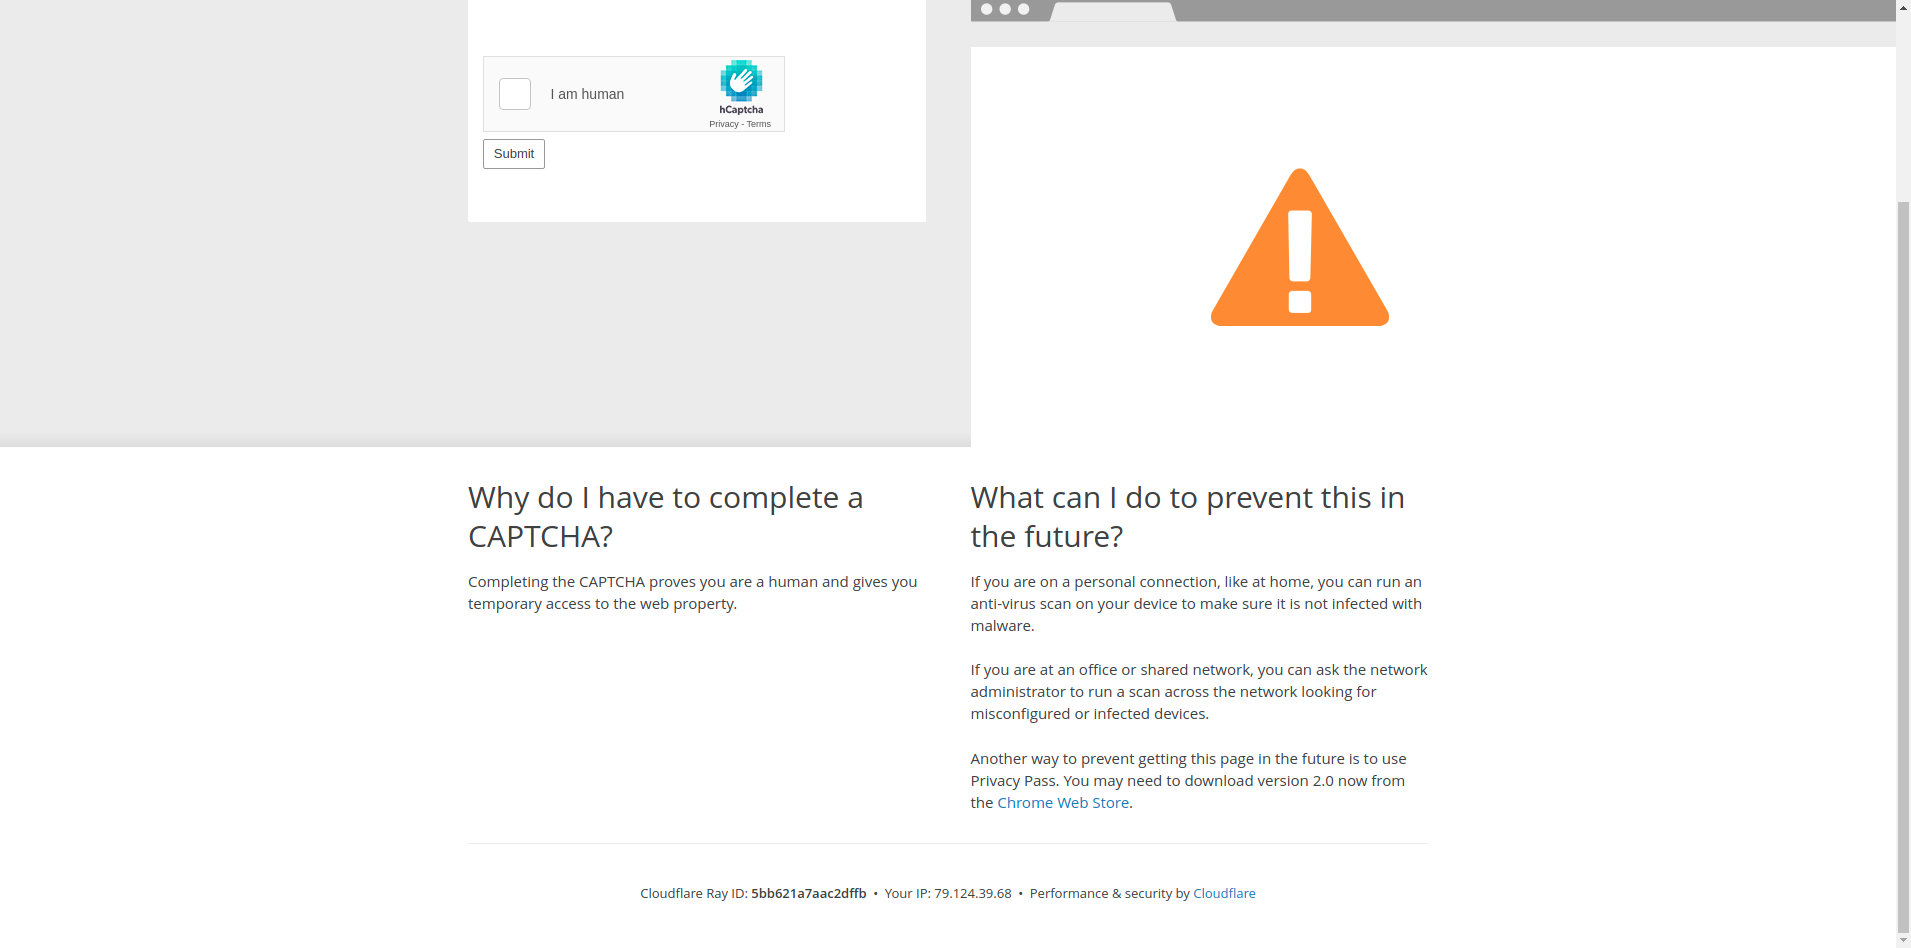 I am human
hCaptcha
Privacy - Terms
Submit
Why do I have to complete a
CAPTCHA?
Completing the CAPTCHA proves you are a human and gives you
temporary access to the web property.
What can I do to prevent this in
the future?
If you are on a personal connection, like at home, you can run an
anti-virus scan on your device to make sure it is not infected with
malware.
If you are at an office or shared network, you can ask the network
administrator to run a scan across the network looking for
misconfigured or infected devices.
Another way to prevent getting this page in the future is to use
Privacy Pass. You may need to download version 2.0 now from
the Chrome Web Store.
Cloudflare Ray ID: 5bb621a7aac2dffb • Your IP: 79.124.39.68 • Performance & security by Cloudflare